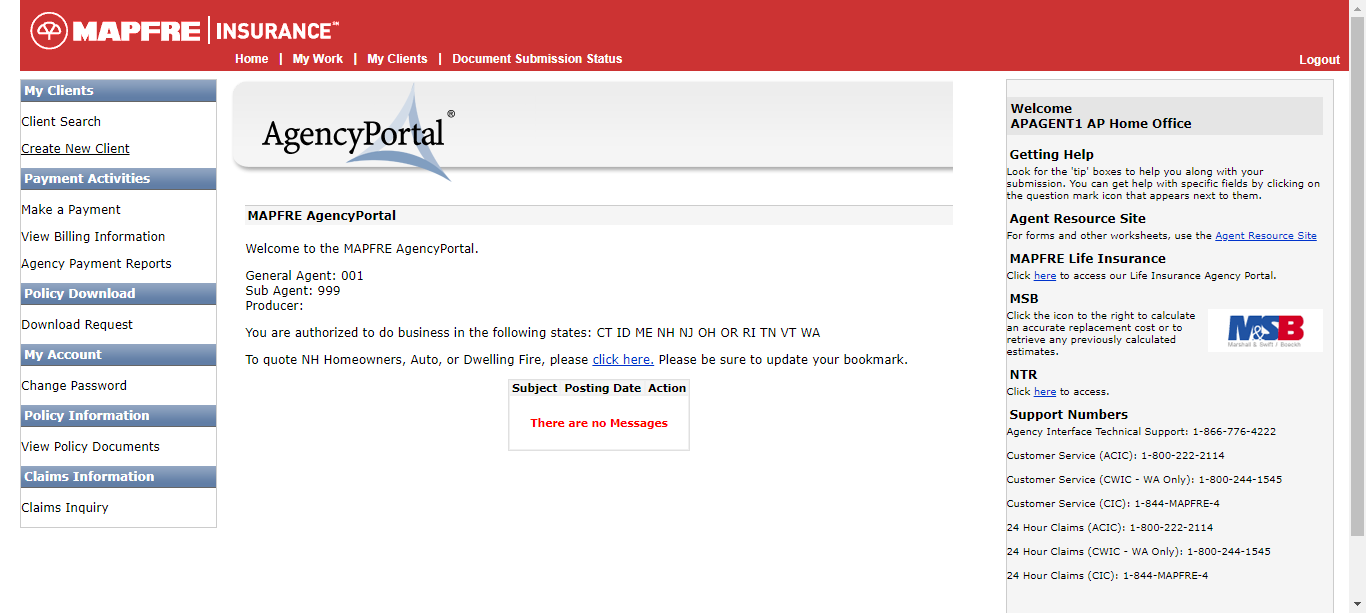 MAPFRE | INSURANCE℠
Home | My Work | My Clients | Document Submission Status
Logout
My Clients
Client Search
Create New Client
Payment Activities
Make a Payment
View Billing Information
Agency Payment Reports
Policy Download
Download Request
My Account
Change Password
Policy Information
View Policy Documents
Claims Information
Claims Inquiry
AgencyPortal®
MAPFRE AgencyPortal
Welcome to the MAPFRE AgencyPortal.
General Agent: 001
Sub Agent: 999
Producer:
You are authorized to do business in the following states: CT ID ME NH NJ OH OR RI TN VT WA
To quote NH Homeowners, Auto, or Dwelling Fire, please click here. Please be sure to update your bookmark.
Subject Posting Date Action
There are no Messages
Welcome
APAGENT1 AP Home Office
Getting Help
Look for the 'tip' boxes to help you along with your
submission. You can get help with specific fields by clicking on
the question mark icon that appears next to them.
Agent Resource Site
For forms and other worksheets, use the Agent Resource Site
MAPFRE Life Insurance
Click here to access our Life Insurance Agency Portal.
MSB
Click the icon to the right to calculate
an accurate replacement cost or to
retrieve any previously calculated
estimates.
M&SB
Marshall & Swift / Boeckh
NTR
Click here to access.
Support Numbers
Agency Interface Technical Support: 1-866-776-4222
Customer Service (ACIC): 1-800-222-2114
Customer Service (CWIC - WA Only): 1-800-244-1545
Customer Service (CIC): 1-844-MAPFRE-4
24 Hour Claims (ACIC): 1-800-222-2114
24 Hour Claims (CWIC - WA Only): 1-800-244-1545
24 Hour Claims (CIC): 1-844-MAPFRE-4